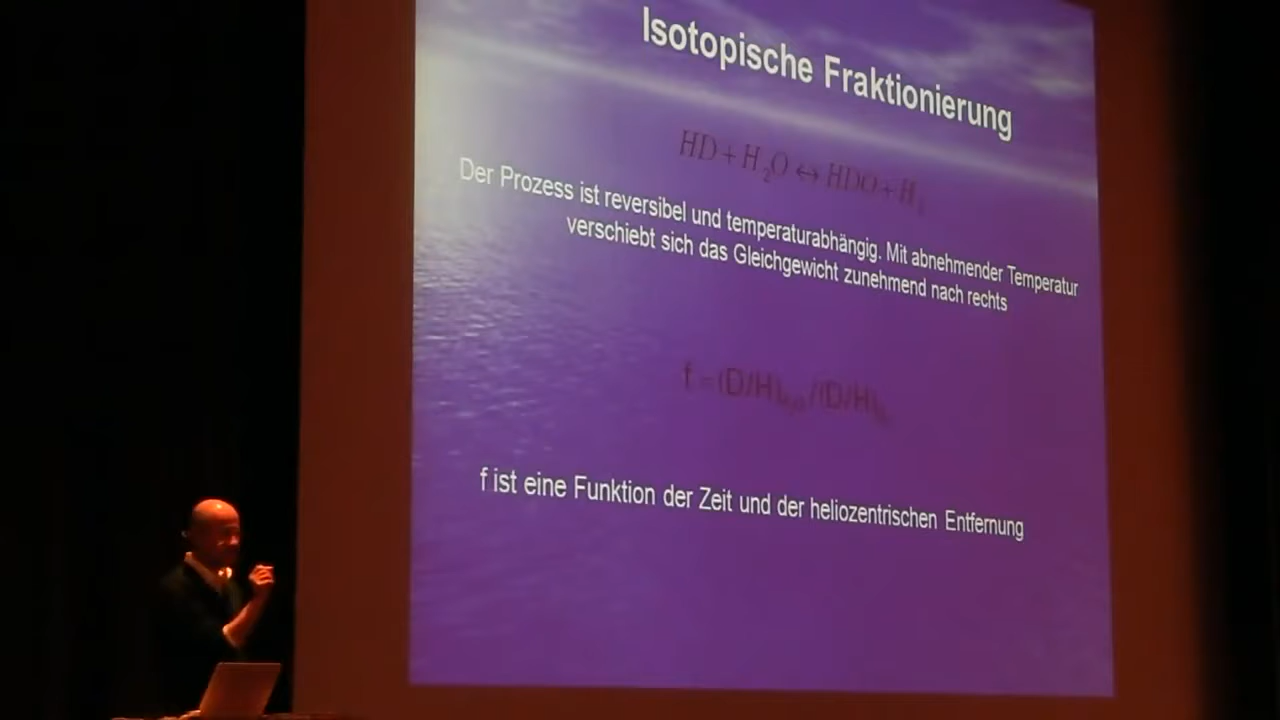 Isotopische Fraktionierung
HD + H₂O ↔ HDO + H₂
Der Prozess ist reversibel und temperaturabhängig. Mit abnehmender Temperatur
verschiebt sich das Gleichgewicht zunehmend nach rechts
f =(D/H) /(D/H)
f ist eine Funktion der Zeit und der heliozentrischen Entfernung